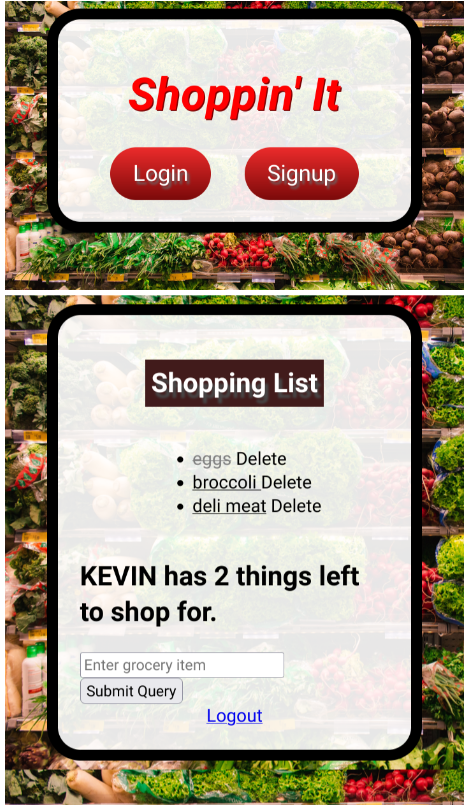 Shoppin' It
Login Signup
Shopping List
eggs Delete
broccoli Delete
deli meat Delete
KEVIN has 2 things left
to shop for.
Enter grocery item
Submit Query
Logout